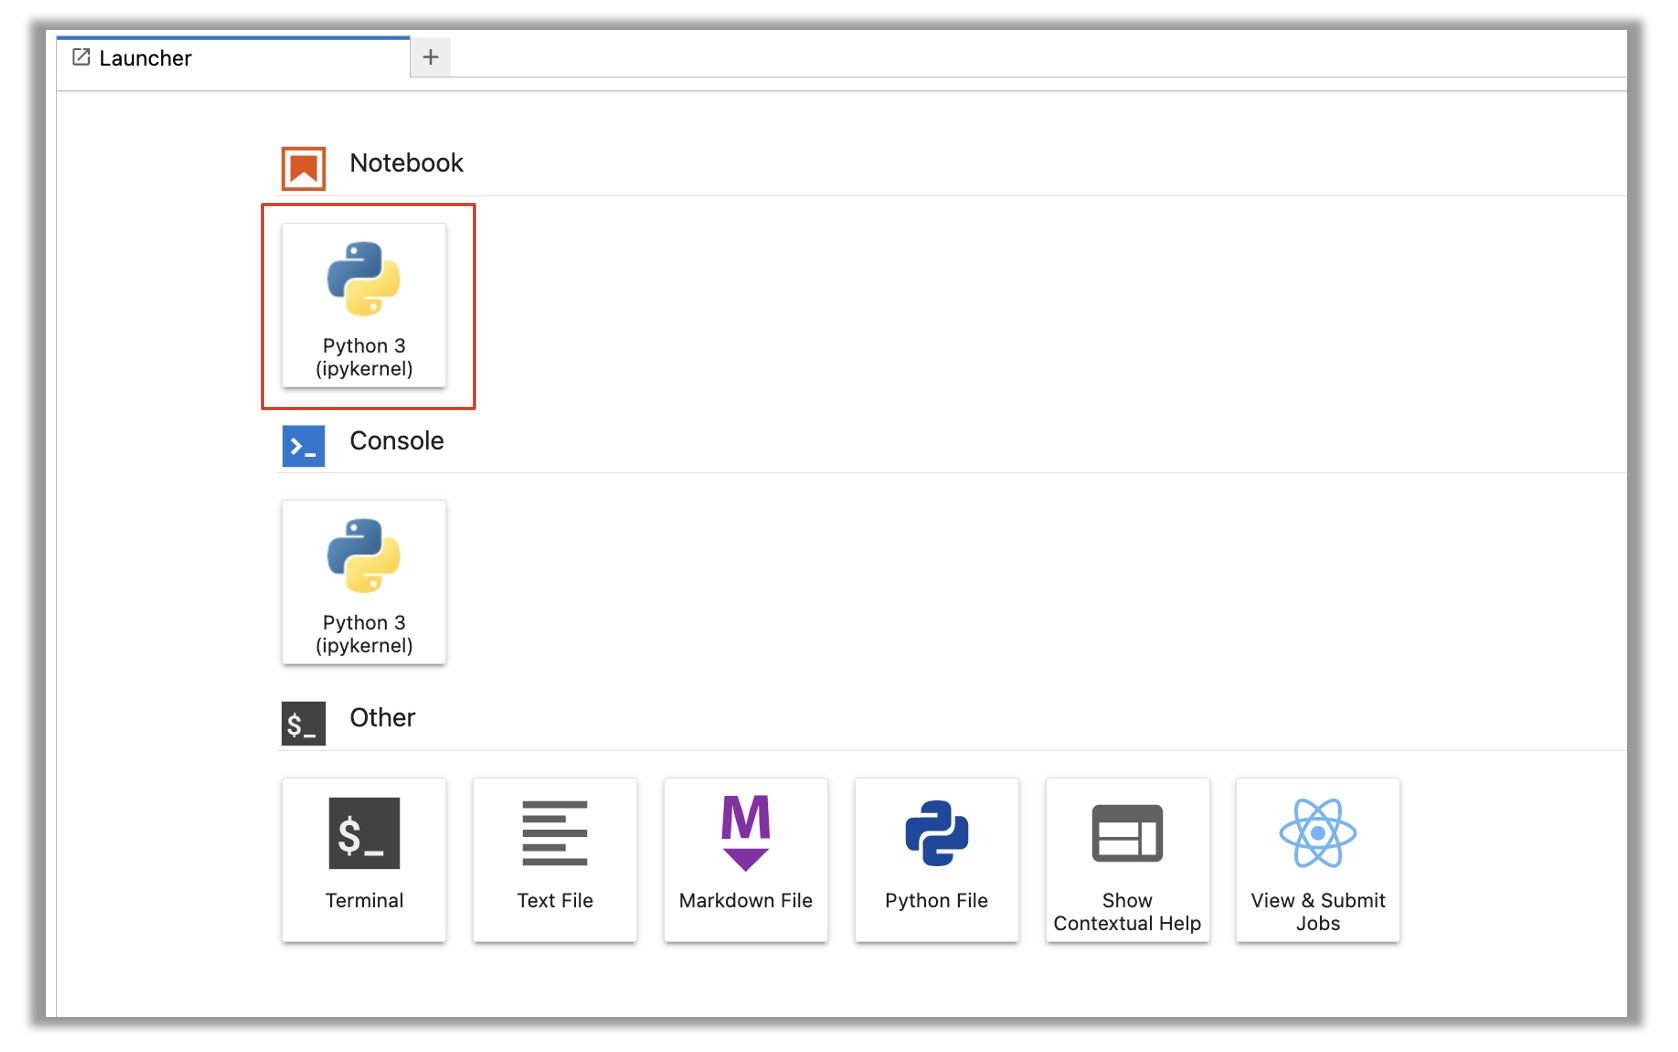 Launcher
+
Notebook
Python 3
(ipykernel)
>_
Console
Python 3
(ipykernel)
$_
Other
$_
Terminal
Text File
M
Markdown File
Python File
Show
Contextual Help
View & Submit
Jobs